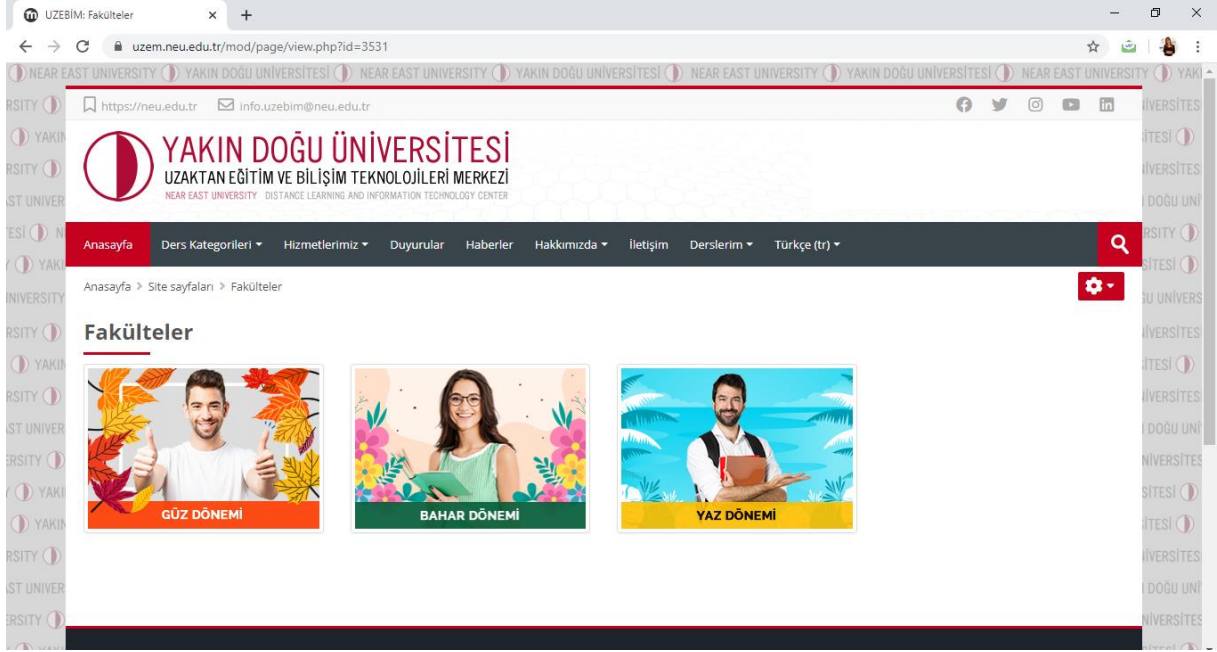 UZEBİM: Fakülteler
uzem.neu.edu.tr/mod/page/view.php?id=3531
NEAR EAST UNIVERSITY YAKIN DOĞU ÜNİVERSİTESİ NEAR EAST UNIVERSITY YAKIN DOĞU ÜNİVERSİTESİ NEAR EAST UNIVERSITY YAKIN DOĞU ÜNİVERSİTESİ NEAR EAST UNIVERSITY YAKI
https://neu.edu.tr info.uzebim@neu.edu.tr
YAKIN DOĞU ÜNİVERSİTESİ
UZAKTAN EĞİTİM VE BİLİŞİM TEKNOLOJİLERİ MERKEZİ
NEAR EAST UNIVERSITY DISTANCE LEARNING AND INFORMATION TECHNOLOGY CENTER
Anasayfa Ders Kategorileri Hizmetlerimiz Duyurular Haberler Hakkımızda İletişim Derslerim Türkçe (tr)
Anasayfa > Site sayfaları > Fakülteler
Fakülteler
GÜZ DÖNEMİ BAHAR DÖNEMİ YAZ DÖNEMİ